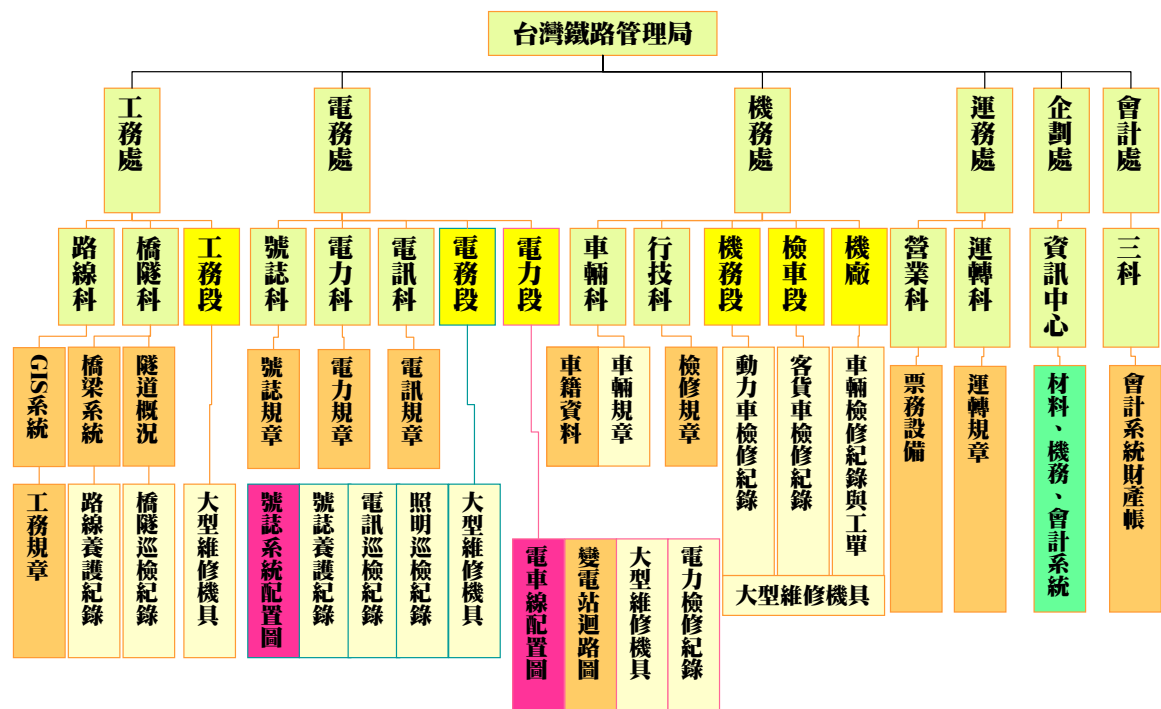 台灣鐵路管理局
工務處
電務處
機務處
運務處
企劃處
會計處
路線科
橋隧科
工務段
號誌科
電力科
電訊科
電務段
電力段
車輛科
行技科
機務段
檢車段
機廠
營業科
運轉科
資訊中心
三科
GIS系統
橋梁系統
隧道概況
號誌規章
電力規章
電訊規章
車籍資料
車輛規章
檢修規章
動力車檢修紀錄
客貨車檢修紀錄
車輛檢修紀錄與工單
票務設備
運轉規章
材料、機務、會計系統
會計系統財產帳
工務規章
路線養護紀錄
橋隧巡檢紀錄
大型維修機具
號誌系統配置圖
號誌養護紀錄
電訊巡檢紀錄
照明巡檢紀錄
大型維修機具
電車線配置圖
變電站迴路圖
大型維修機具
電力檢修紀錄
大型維修機具